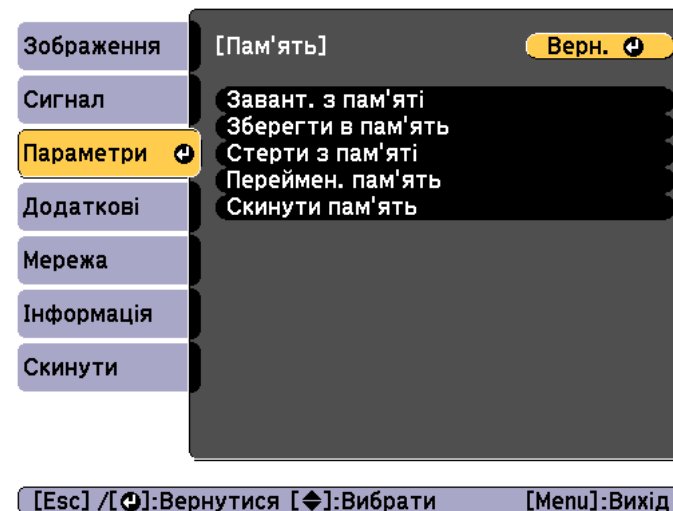 Зображення
Сигнал
Параметри
Додаткові
Мережа
Інформація
Скинути
[Пам'ять]
Верн.
Завант. з пам'яті
Зберегти в пам'ять
Стерти з пам'яті
Переймен. пам'ять
Скинути пам'ять
[Esc] /[⏎]:Вернутися [◆]:Вибрати [Menu]:Вихід